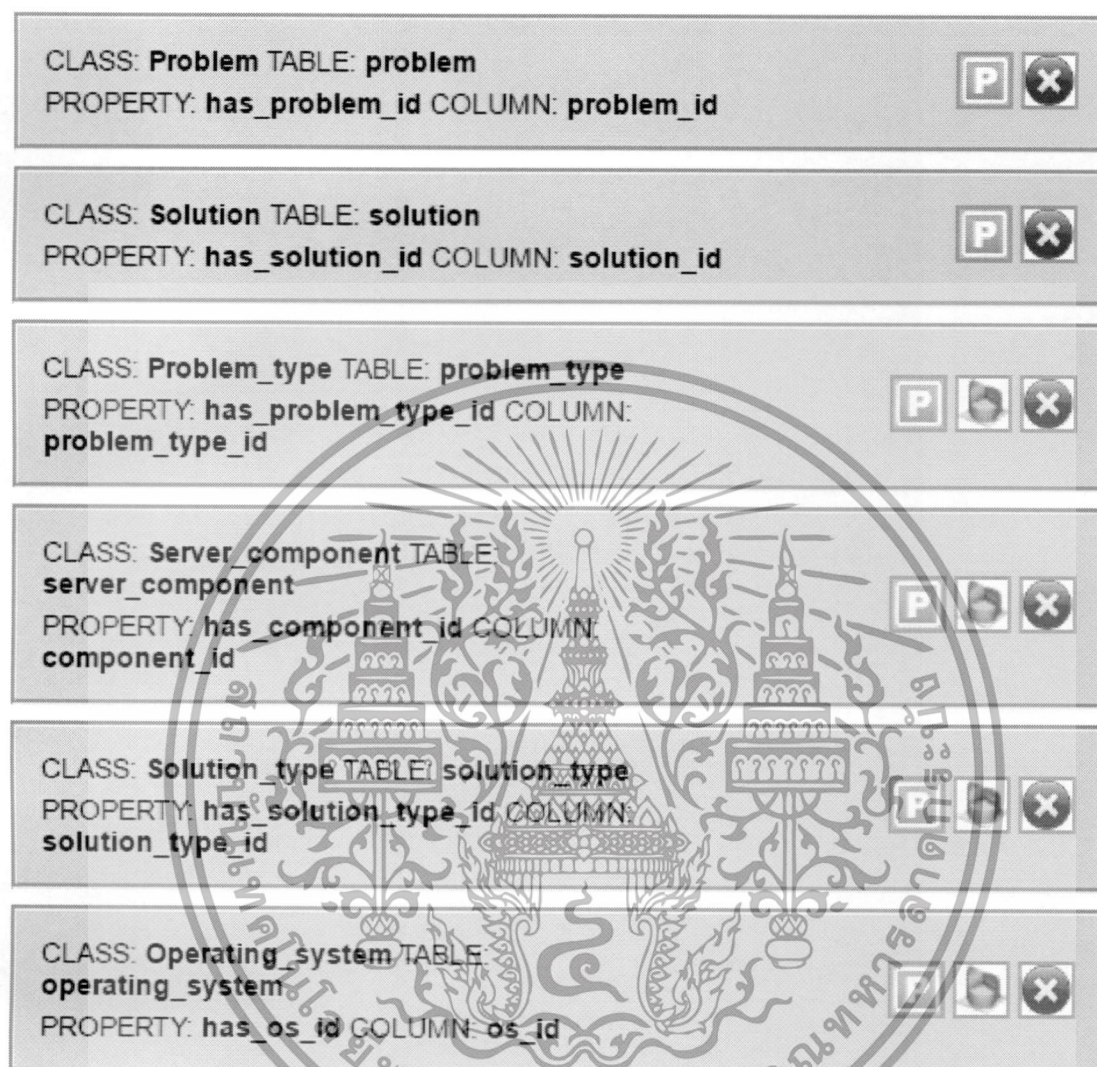 CLASS: Problem TABLE: problem
PROPERTY: has_problem_id COLUMN: problem_id
P
CLASS: Solution TABLE: solution
PROPERTY: has_solution_id COLUMN: solution_id
P
CLASS: Problem_type TABLE: problem_type
PROPERTY: has_problem_type_id COLUMN:
problem_type_id
P
CLASS: Server_component TABLE:
server_component
PROPERTY: has_component_id COLUMN:
component_id
P
CLASS: Solution_type TABLE: solution_type
PROPERTY: has_solution_type_id COLUMN:
solution_type_id
P
CLASS: Operating_system TABLE:
operating_system
PROPERTY: has_os_id COLUMN: os_id
P